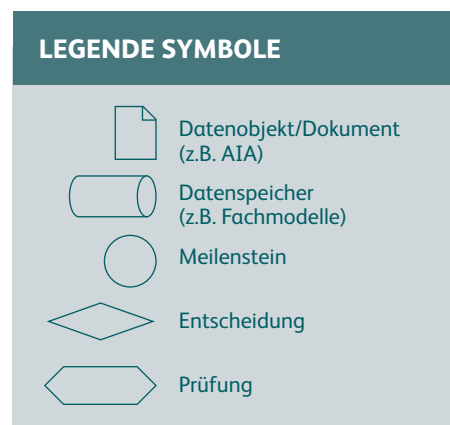 LEGENDE SYMBOLE
Datenobjekt/Dokument
(z.B. AIA)
Datenspeicher
(z.B. Fachmodelle)
Meilenstein
Entscheidung
Prüfung